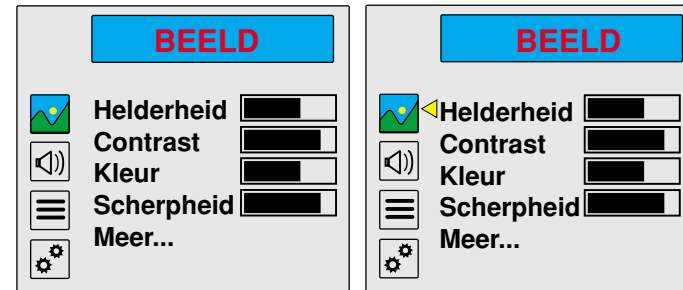 BEELD
Helderheid
Contrast
Kleur
Scherpheid
Meer...
BEELD
Helderheid
Contrast
Kleur
Scherpheid
Meer...